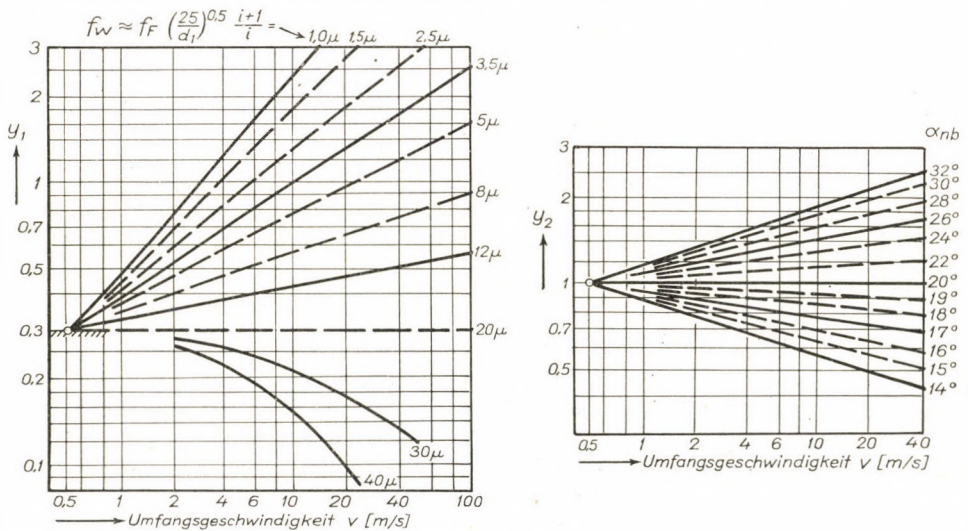 f_W ≈ f_F (25/d_1)^0,5 i+1/i =
1,0µ 1,5µ 2,5µ
3,5µ
5µ
8µ
12µ
20µ
30µ
40µ
3
2
y_1
1
0,7
0,5
0,3
0,2
0,1
0,5 1 2 4 6 10 20 40 100
Umfangsgeschwindigkeit v [m/s]
α_nb
3
2
y_2
1
0,7
0,5
32°
30°
28°
26°
24°
22°
20°
19°
18°
17°
16°
15°
14°
0,5 1 2 4 6 10 20 40
Umfangsgeschwindigkeit v [m/s]